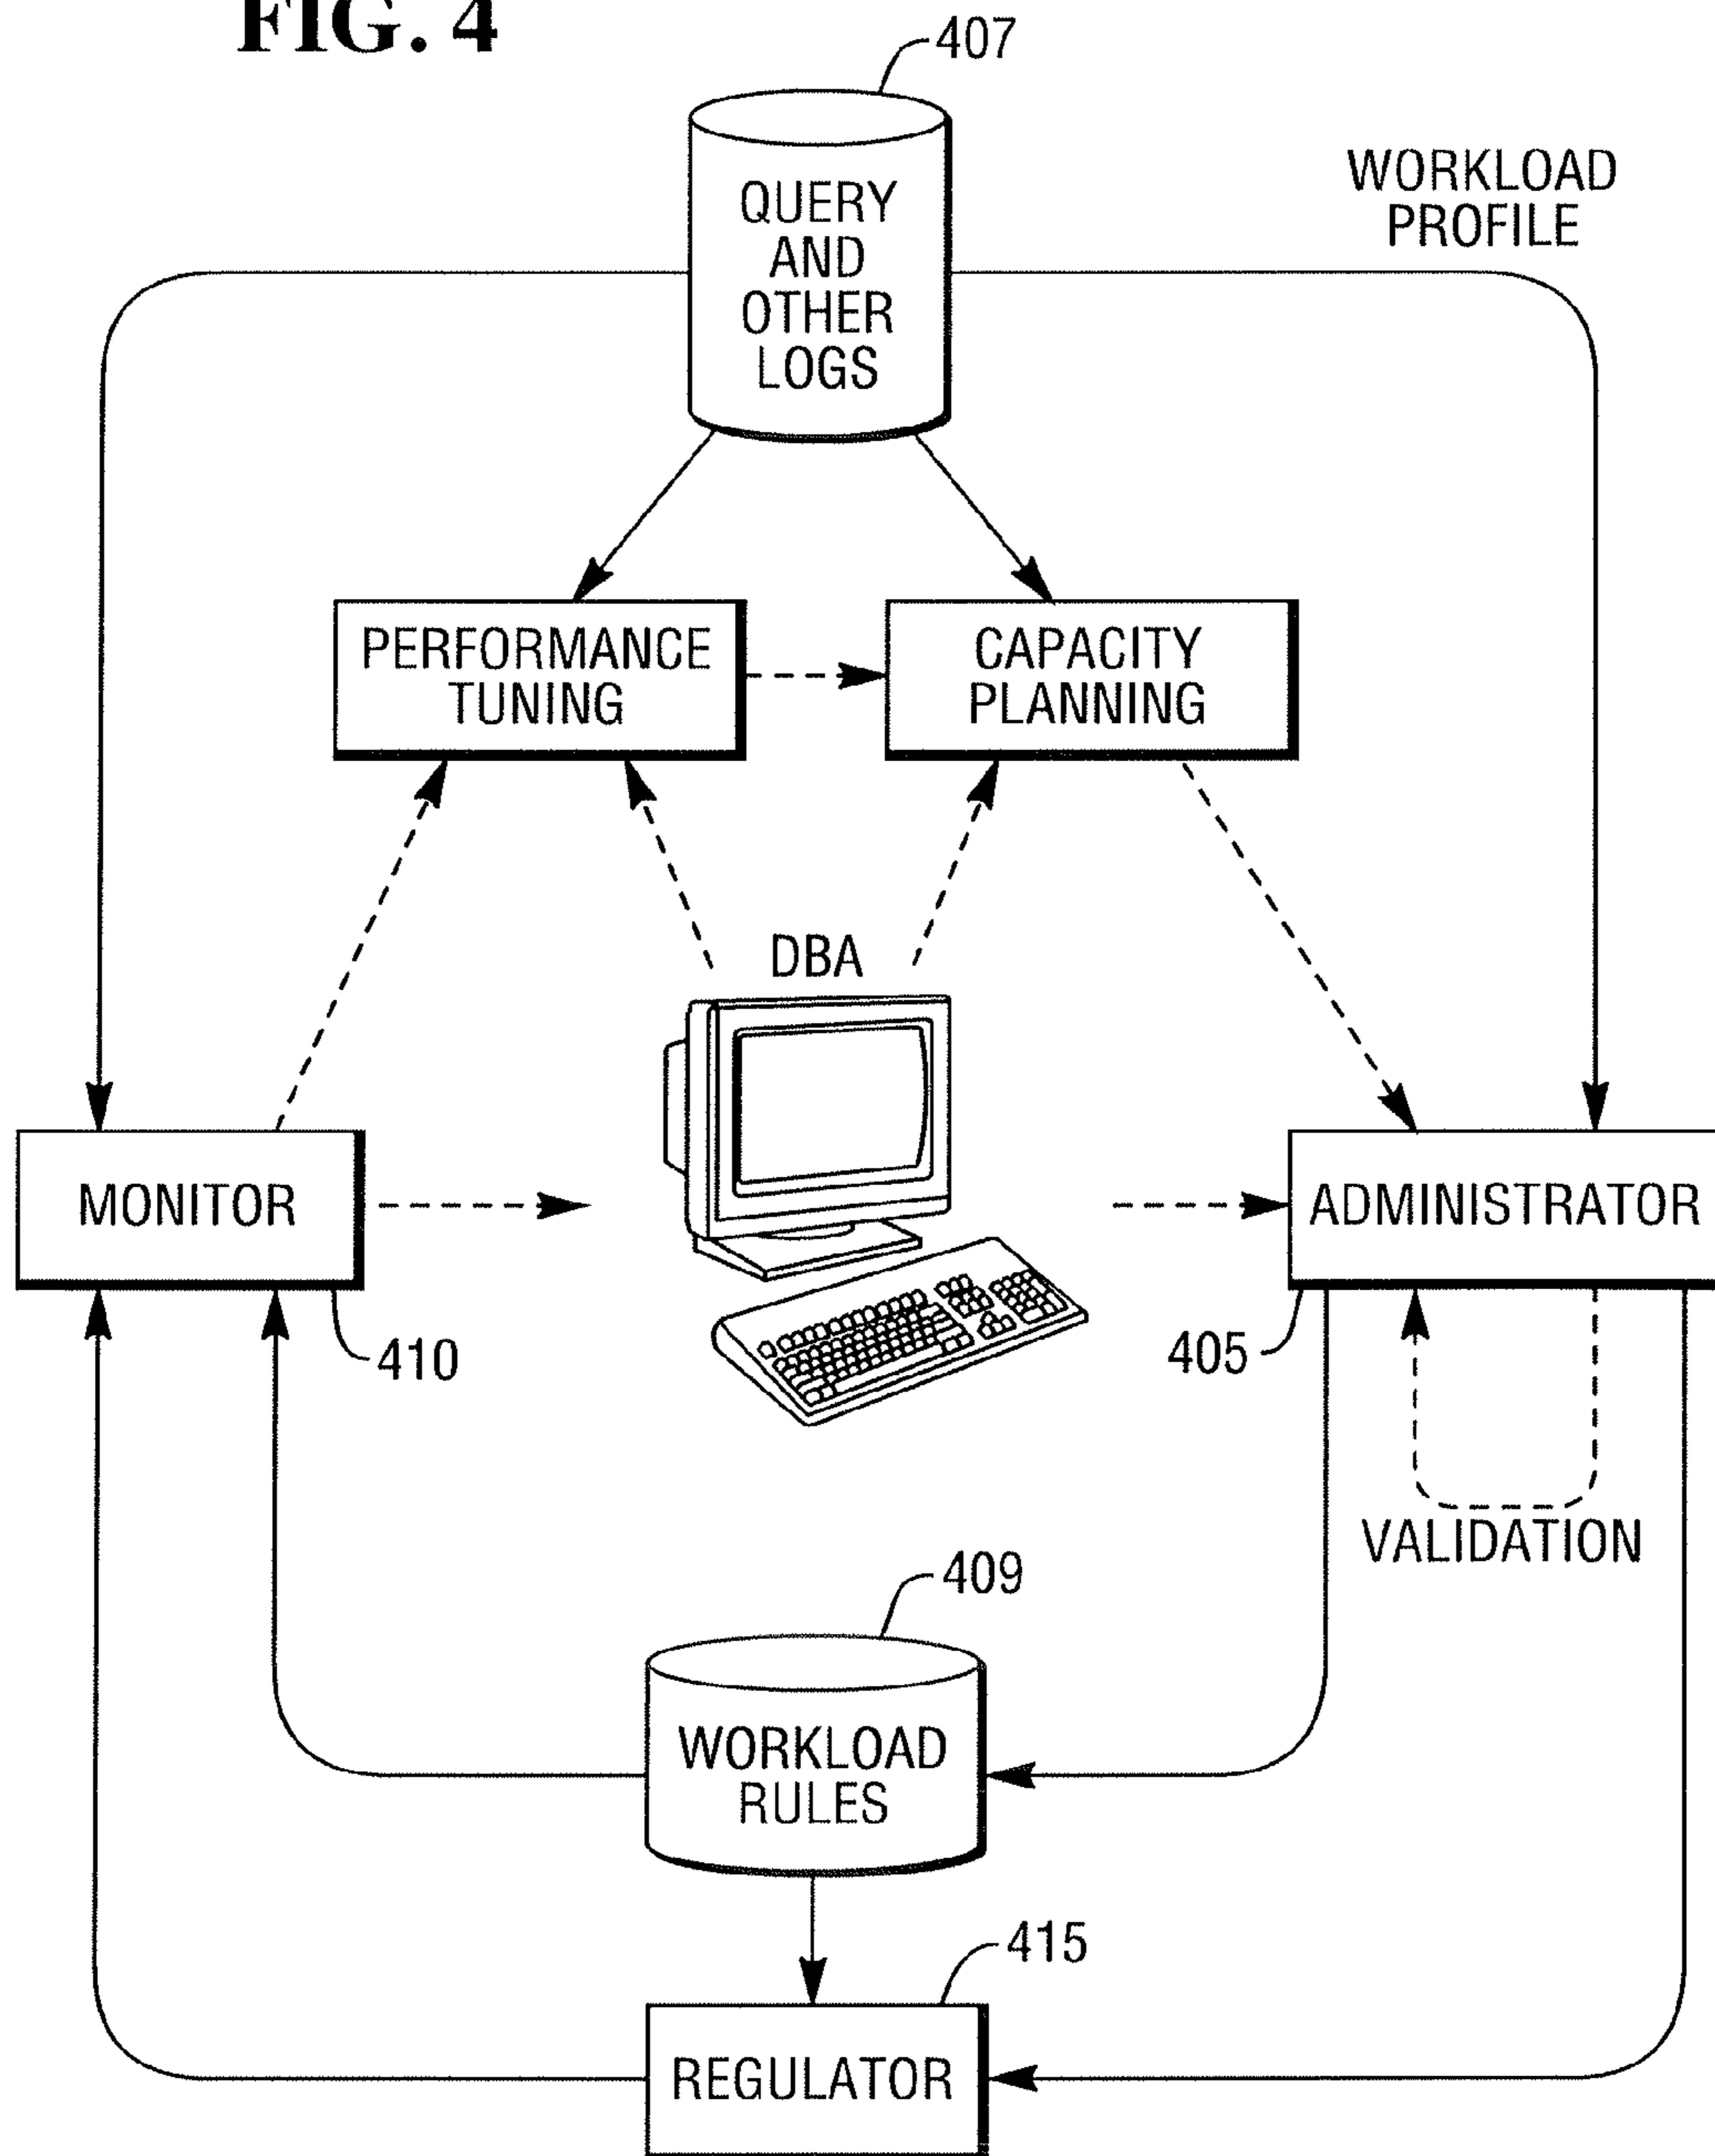 FIG. 4
407
QUERY
AND
OTHER
LOGS
WORKLOAD
PROFILE
PERFORMANCE
TUNING
CAPACITY
PLANNING
DBA
MONITOR
ADMINISTRATOR
410
405
VALIDATION
409
WORKLOAD
RULES
415
REGULATOR